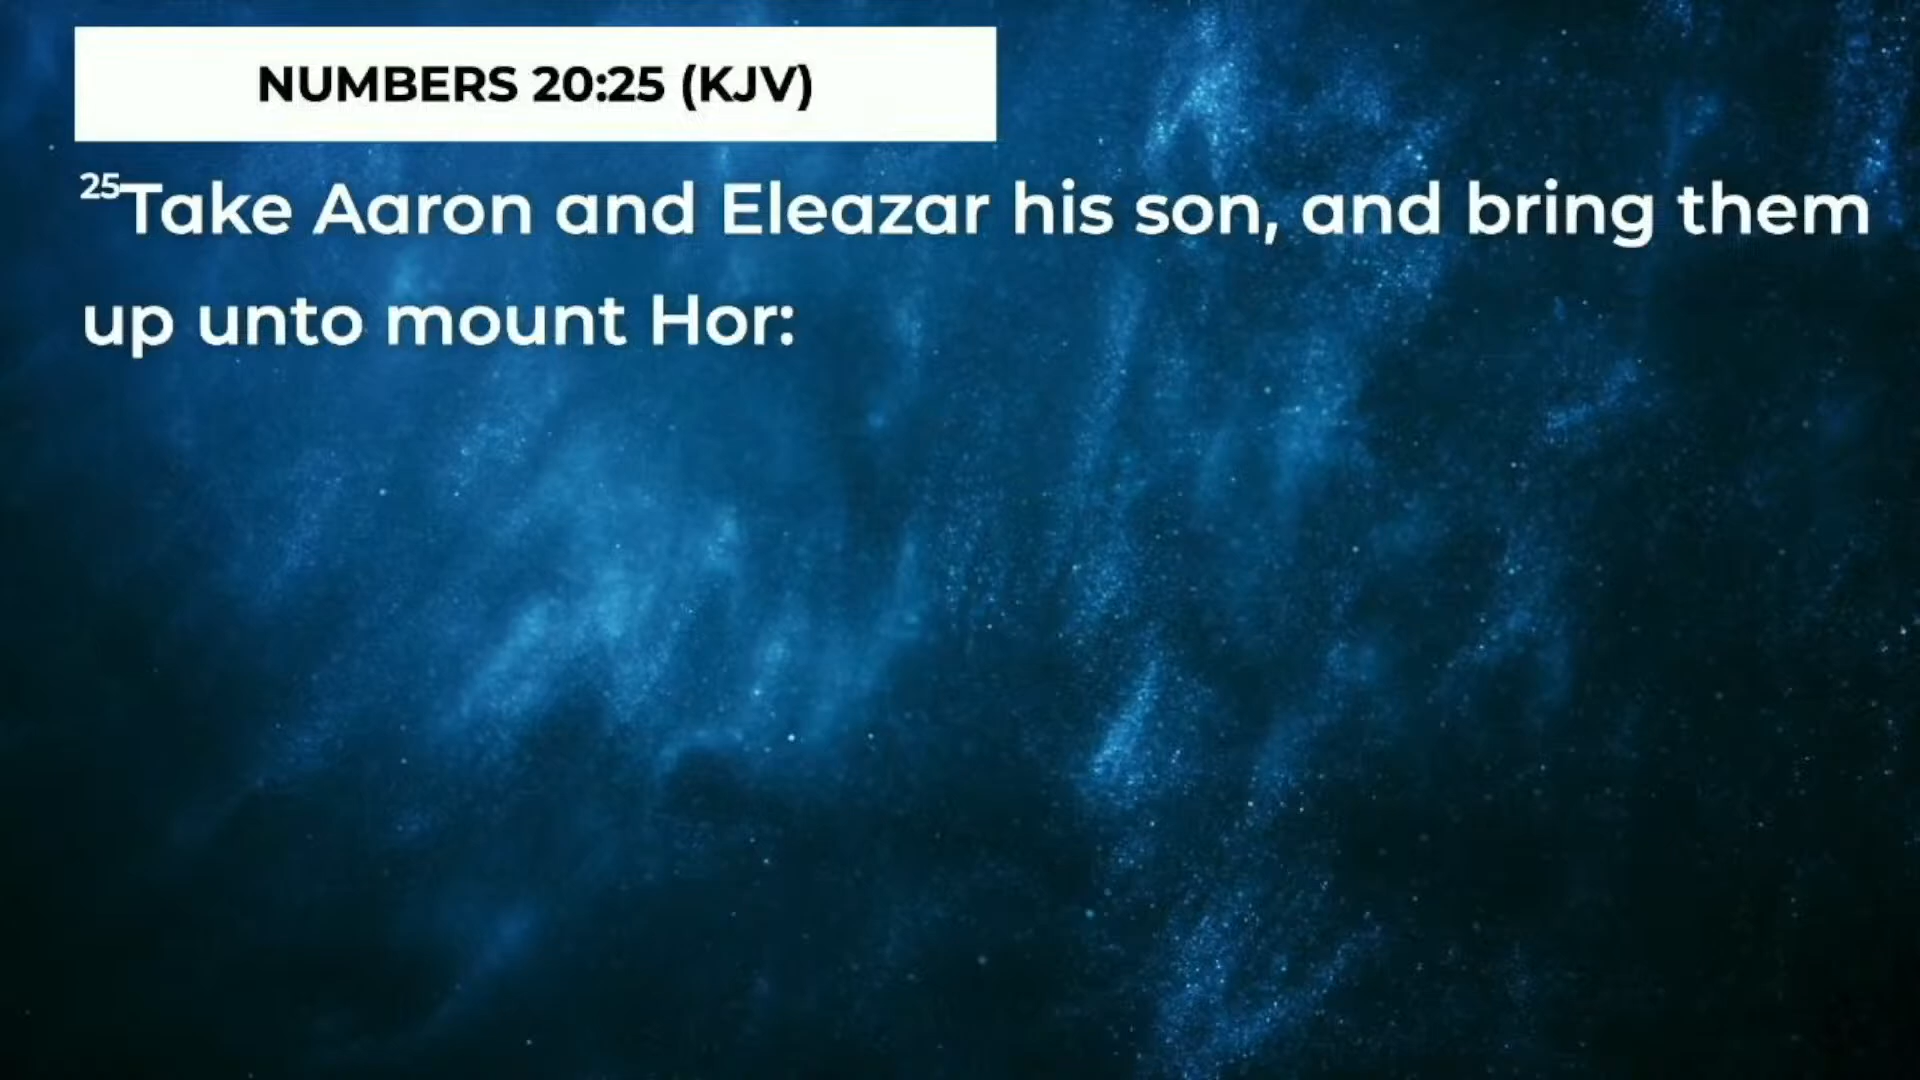 NUMBERS 20:25 (KJV)
25Take Aaron and Eleazar his son, and bring them
up unto mount Hor: